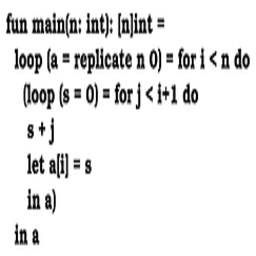 fun main(n: int): [n]int =
loop (a = replicate n 0) = for i < n do
(loop (s = 0) = for j < i+1 do
s + j
let a[i] = s
in a)
in a